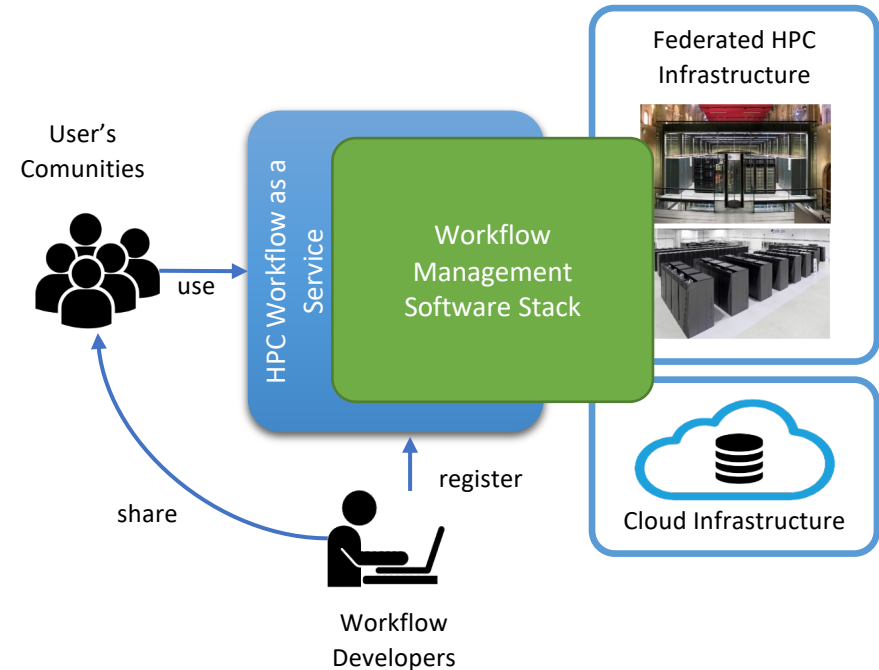 User's
Comunities
use
share
HPC Workflow as a
Service
Workflow
Management
Software Stack
register
Workflow
Developers
Federated HPC
Infrastructure
Cloud Infrastructure